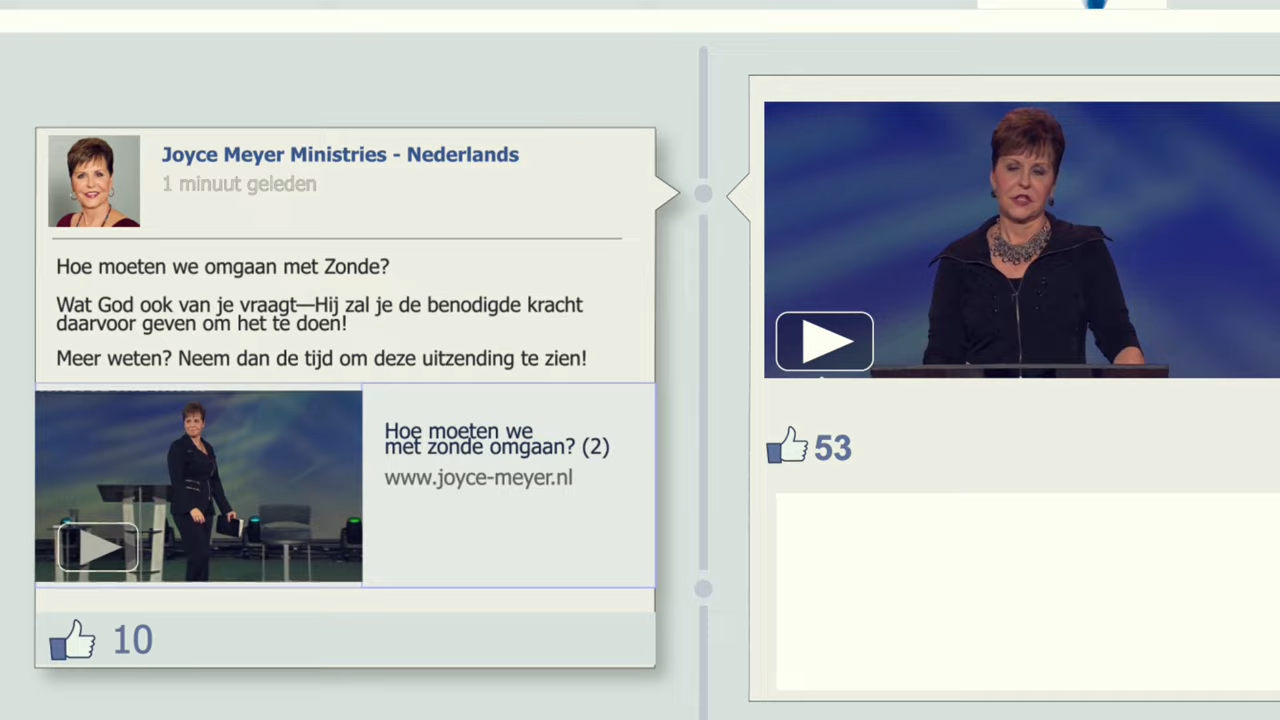 Joyce Meyer Ministries - Nederlands
1 minuut geleden
Hoe moeten we omgaan met Zonde?
Wat God ook van je vraagt—Hij zal je de benodigde kracht
daarvoor geven om het te doen!
Meer weten? Neem dan de tijd om deze uitzending te zien!
Hoe moeten we
met zonde omgaan? (2)
www.joyce-meyer.nl
10
53